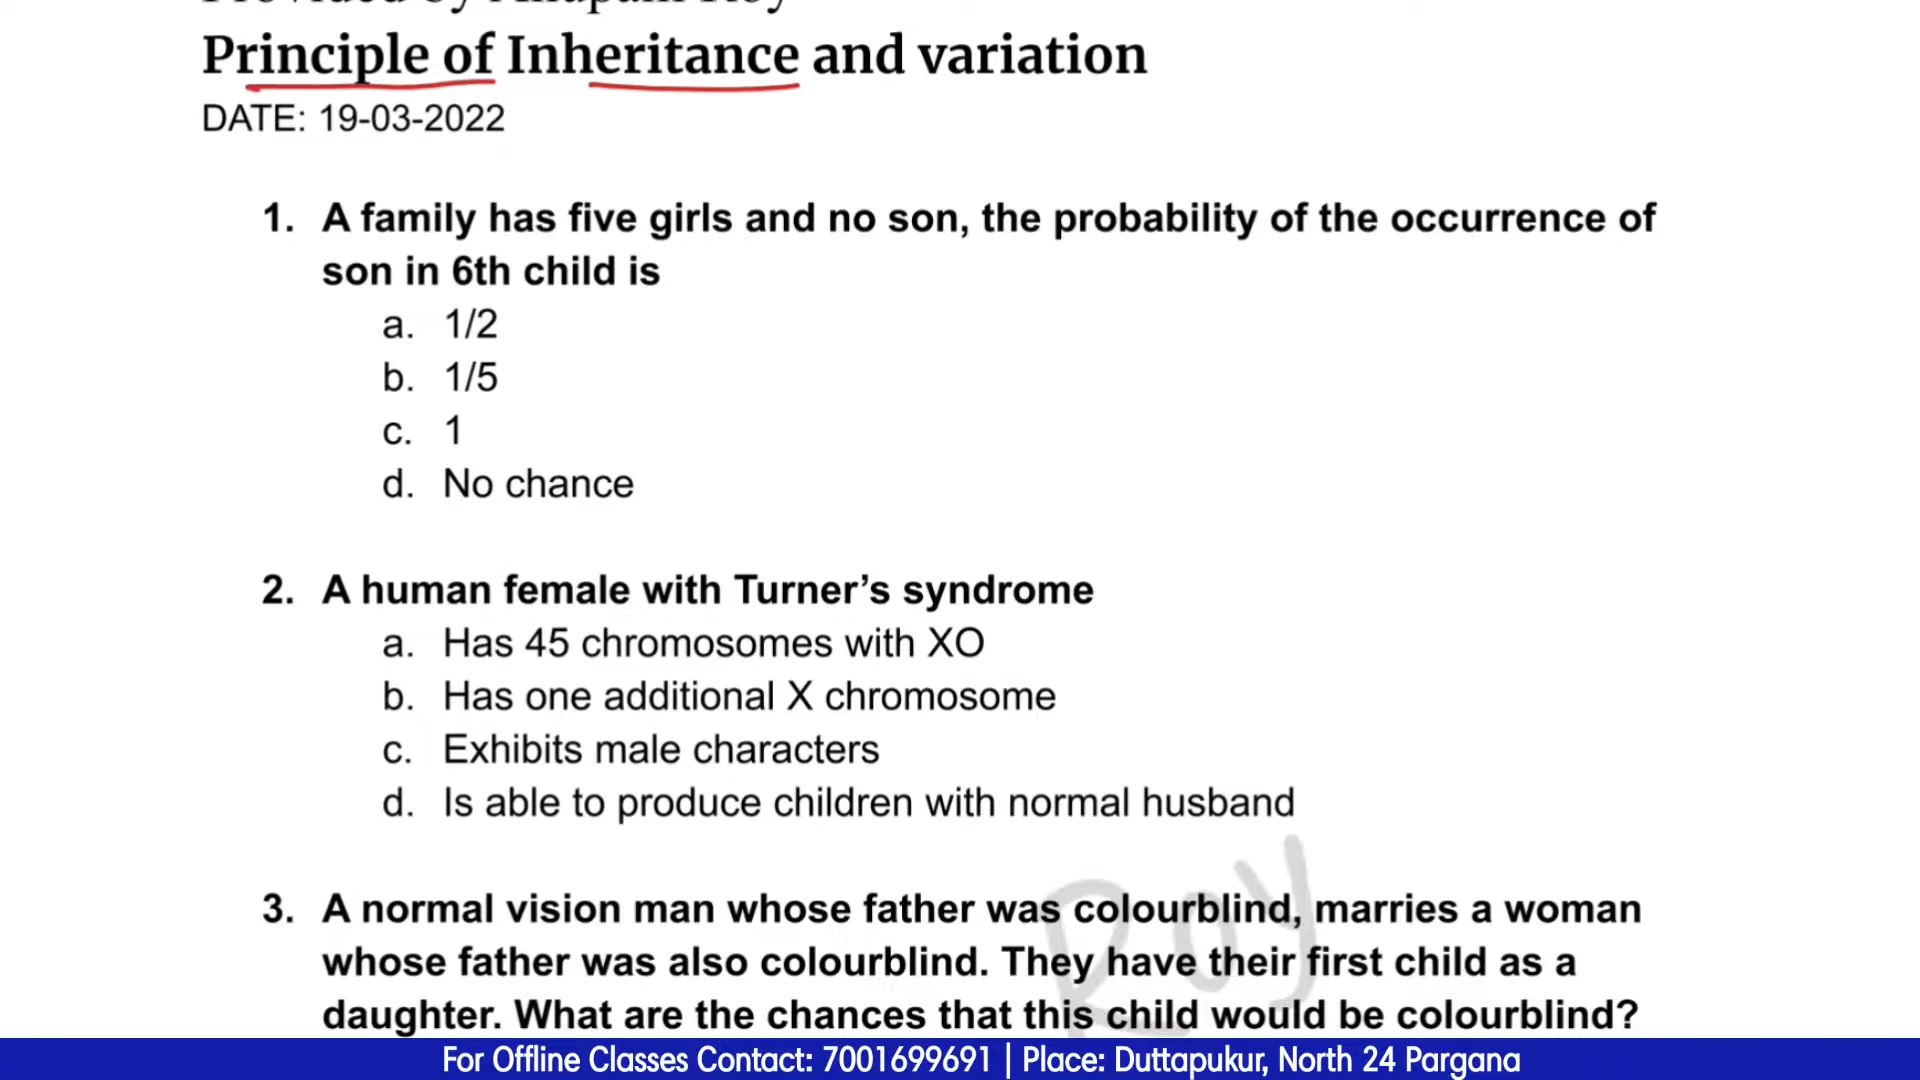 Provided by Anupam Roy
Principle of Inheritance and variation
DATE: 19-03-2022
1. A family has five girls and no son, the probability of the occurrence of
son in 6th child is
a. 1/2
b. 1/5
c. 1
d. No chance
2. A human female with Turner’s syndrome
a. Has 45 chromosomes with XO
b. Has one additional X chromosome
c. Exhibits male characters
d. Is able to produce children with normal husband
Roy
3. A normal vision man whose father was colourblind, marries a woman
whose father was also colourblind. They have their first child as a
daughter. What are the chances that this child would be colourblind?
For Offline Classes Contact: 7001699691 | Place: Duttapukur, North 24 Pargana